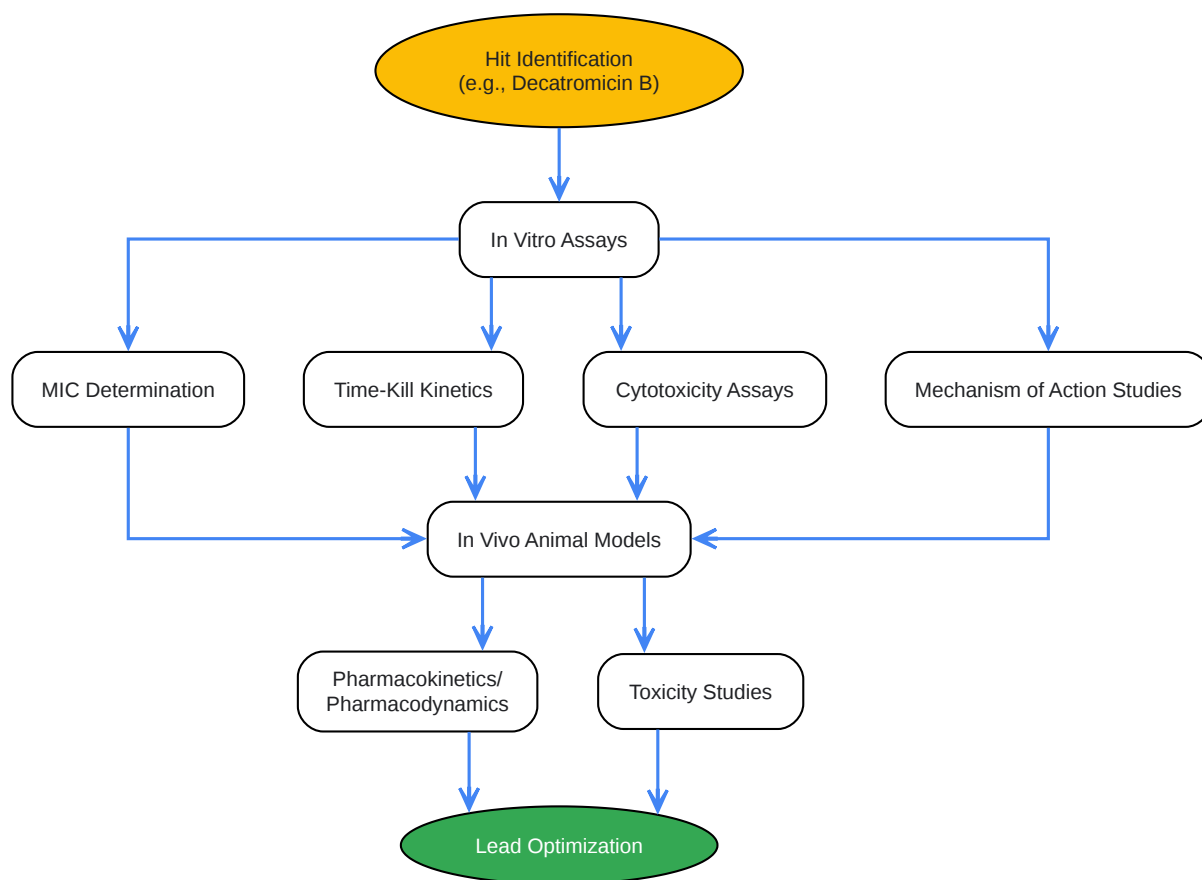 Hit Identification
(e.g., Decatromicin B)
In Vitro Assays
MIC Determination
Time-Kill Kinetics
Cytotoxicity Assays
Mechanism of Action Studies
In Vivo Animal Models
Pharmacokinetics/
Pharmacodynamics
Toxicity Studies
Lead Optimization